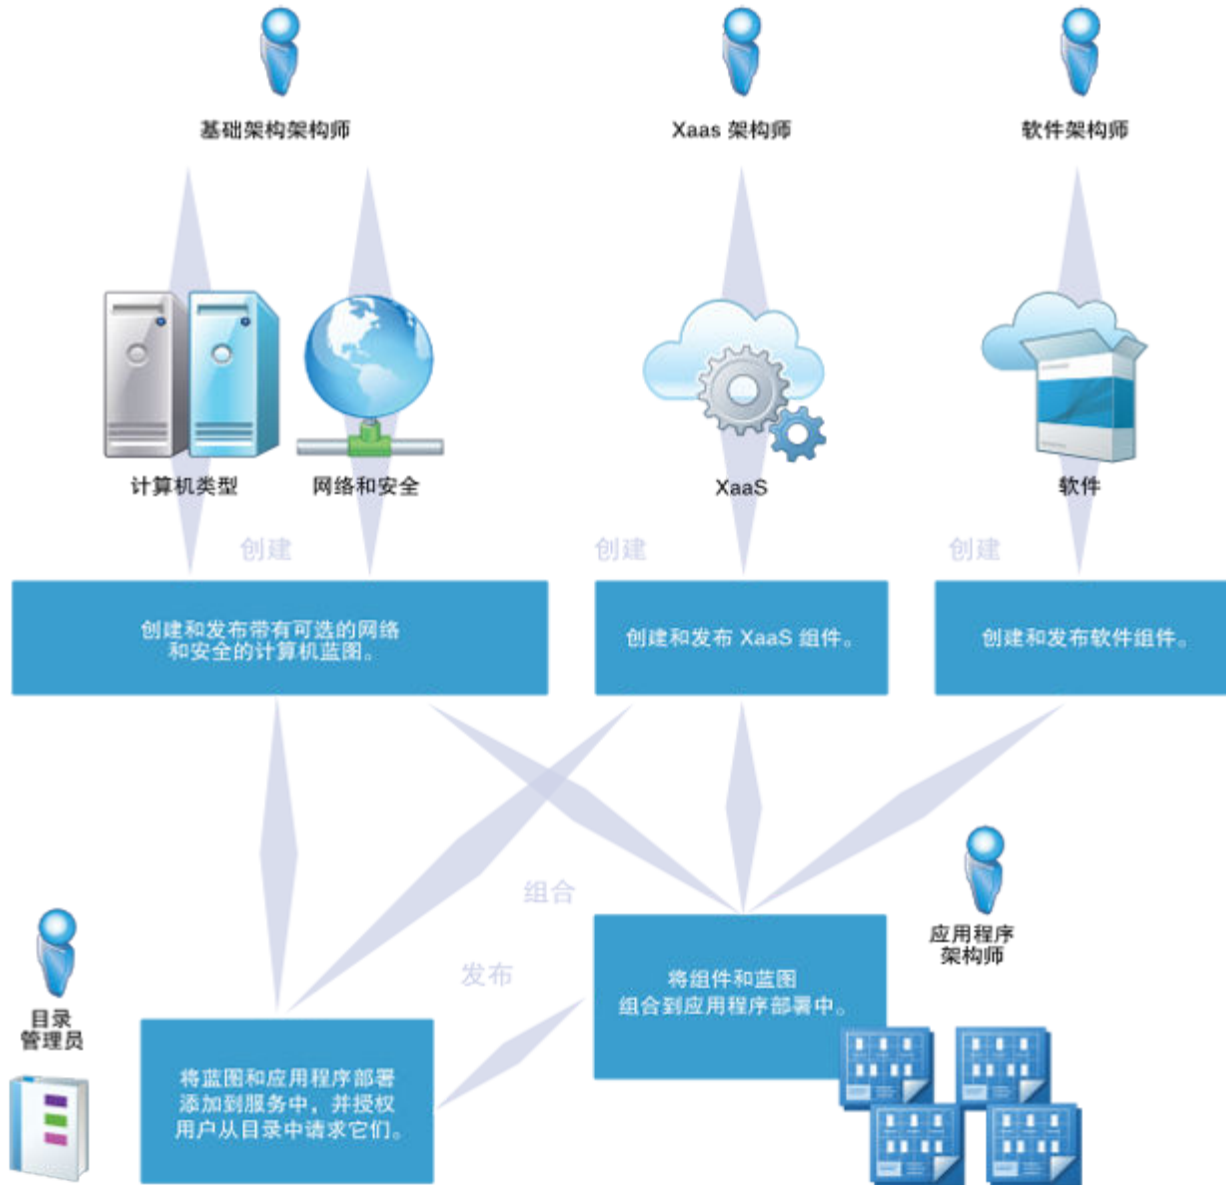 基础架构架构师
Xaas 架构师
软件架构师
计算机类型
网络和安全
XaaS
软件
创建
创建
创建
创建和发布带有可选的网络
和安全的计算机蓝图。
创建和发布 XaaS 组件。
创建和发布软件组件。
组合
发布
应用程序
架构师
将组件和蓝图
组合到应用程序部署中。
目录
管理员
将蓝图和应用程序部署
添加到服务中，并授权
用户从目录中请求它们。